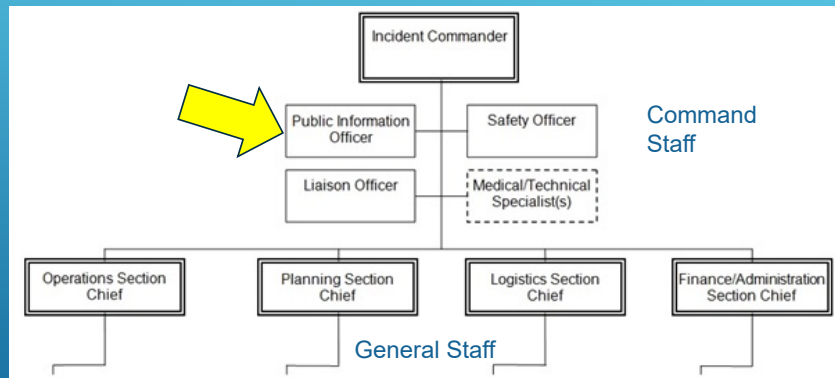 Incident Commander
Public Information
Officer
Safety Officer
Command
Staff
Liaison Officer
Medical/Technical
Specialist(s)
Operations Section
Chief
Planning Section
Chief
Logistics Section
Chief
Finance/Administration
Section Chief
General Staff